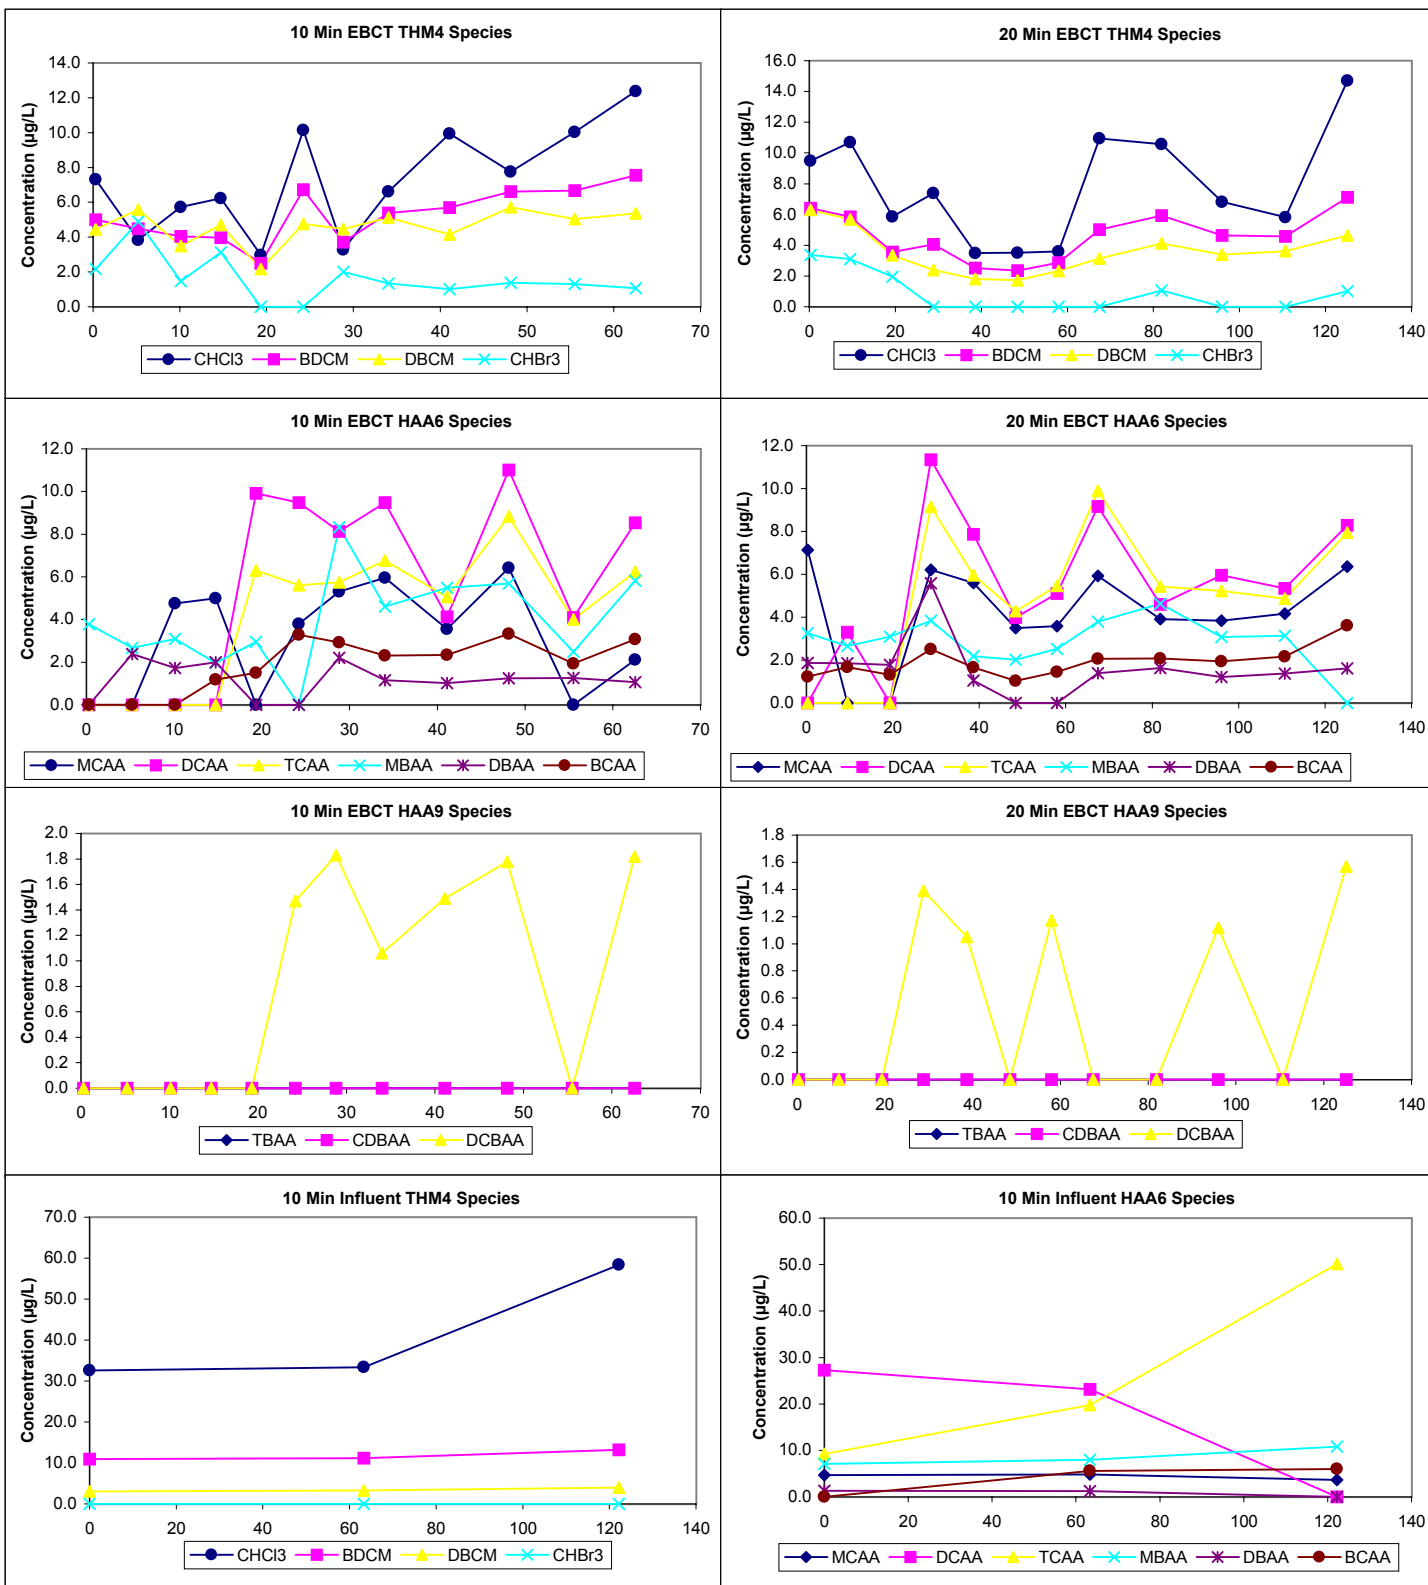 10 Min EBCT THM4 Species
Concentration (µg/L)
14.0
12.0
10.0
8.0
6.0
4.0
2.0
0.0
0 10 20 30 40 50 60 70
CHCl3 BDCM DBCM CHBr3
20 Min EBCT THM4 Species
Concentration (µg/L)
16.0
14.0
12.0
10.0
8.0
6.0
4.0
2.0
0.0
0 20 40 60 80 100 120 140
CHCl3 BDCM DBCM CHBr3
10 Min EBCT HAA6 Species
Concentration (µg/L)
12.0
10.0
8.0
6.0
4.0
2.0
0.0
0 10 20 30 40 50 60 70
MCAA DCAA TCAA MBAA DBAA BCAA
20 Min EBCT HAA6 Species
Concentration (µg/L)
12.0
10.0
8.0
6.0
4.0
2.0
0.0
0 20 40 60 80 100 120 140
MCAA DCAA TCAA MBAA DBAA BCAA
10 Min EBCT HAA9 Species
Concentration (µg/L)
2.0
1.8
1.6
1.4
1.2
1.0
0.8
0.6
0.4
0.2
0.0
0 10 20 30 40 50 60 70
TBAA CDBAA DCBAA
20 Min EBCT HAA9 Species
Concentration (µg/L)
1.8
1.6
1.4
1.2
1.0
0.8
0.6
0.4
0.2
0.0
0 20 40 60 80 100 120 140
TBAA CDBAA DCBAA
10 Min Influent THM4 Species
Concentration (µg/L)
70.0
60.0
50.0
40.0
30.0
20.0
10.0
0.0
0 20 40 60 80 100 120 140
CHCl3 BDCM DBCM CHBr3
10 Min Influent HAA6 Species
Concentration (µg/L)
60.0
50.0
40.0
30.0
20.0
10.0
0.0
0 20 40 60 80 100 120 140
MCAA DCAA TCAA MBAA DBAA BCAA